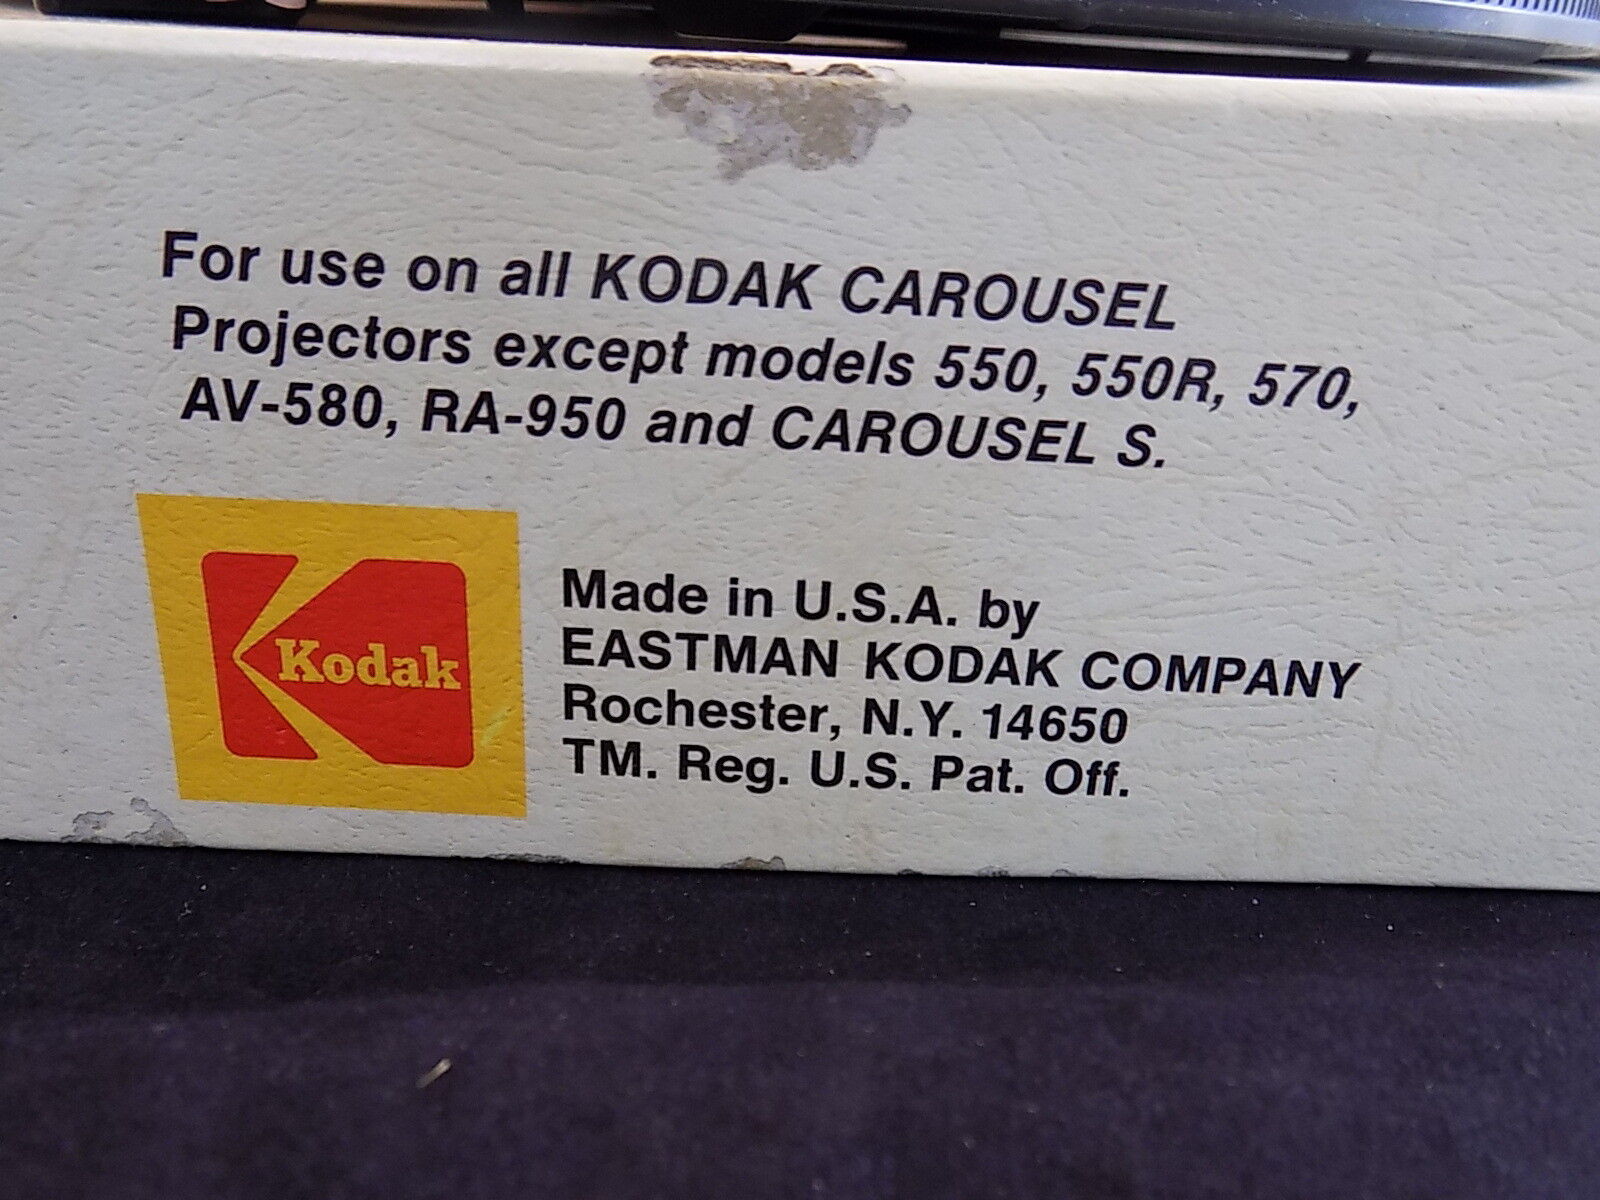 For use on all KODAK CAROUSEL
Projectors except models 550, 550R, 570,
AV-580, RA-950 and CAROUSEL S.
Kodak
Made in U.S.A. by
EASTMAN KODAK COMPANY
Rochester, N.Y. 14650
TM. Reg. U.S. Pat. Off.